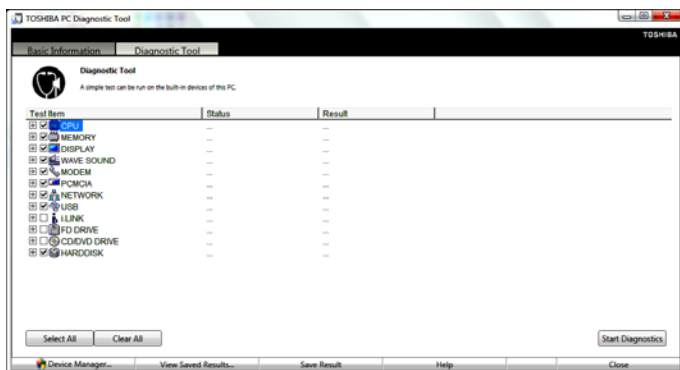 TOSHIBA PC Diagnostic Tool
TOSHIBA
Basic Information Diagnostic Tool
Diagnostic Tool
A simple test can be run on the built-in devices of this PC.
Test Item Status Result
CPU ... ...
MEMORY ... ...
DISPLAY ... ...
WAVE SOUND ... ...
MODEM ... ...
PCMCIA ... ...
NETWORK ... ...
USB ... ...
i.LINK ... ...
FD DRIVE ... ...
CD/DVD DRIVE ... ...
HARDDISK ... ...
Select All Clear All Start Diagnostics
Device Manager... View Saved Results... Save Result Help Close